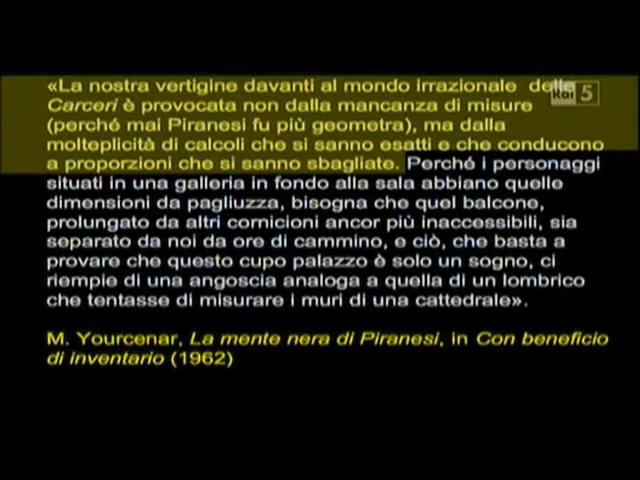 «La nostra vertigine davanti al mondo irrazionale delle
Carceri è provocata non dalla mancanza di misure
(perché mai Piranesi fu più geometra), ma dalla
molteplicità di calcoli che si sanno esatti e che conducono
a proporzioni che si sanno sbagliate. Perché i personaggi
situati in una galleria in fondo alla sala abbiano quelle
dimensioni da pagliuzza, bisogna che quel balcone,
prolungato da altri cornicioni ancor più inaccessibili, sia
separato da noi da ore di cammino, e ciò, che basta a
provare che questo cupo palazzo è solo un sogno, ci
riempie di una angoscia analoga a quella di un lombrico
che tentasse di misurare i muri di una cattedrale».
M. Yourcenar, La mente nera di Piranesi, in Con beneficio
di inventario (1962)
Rai 5